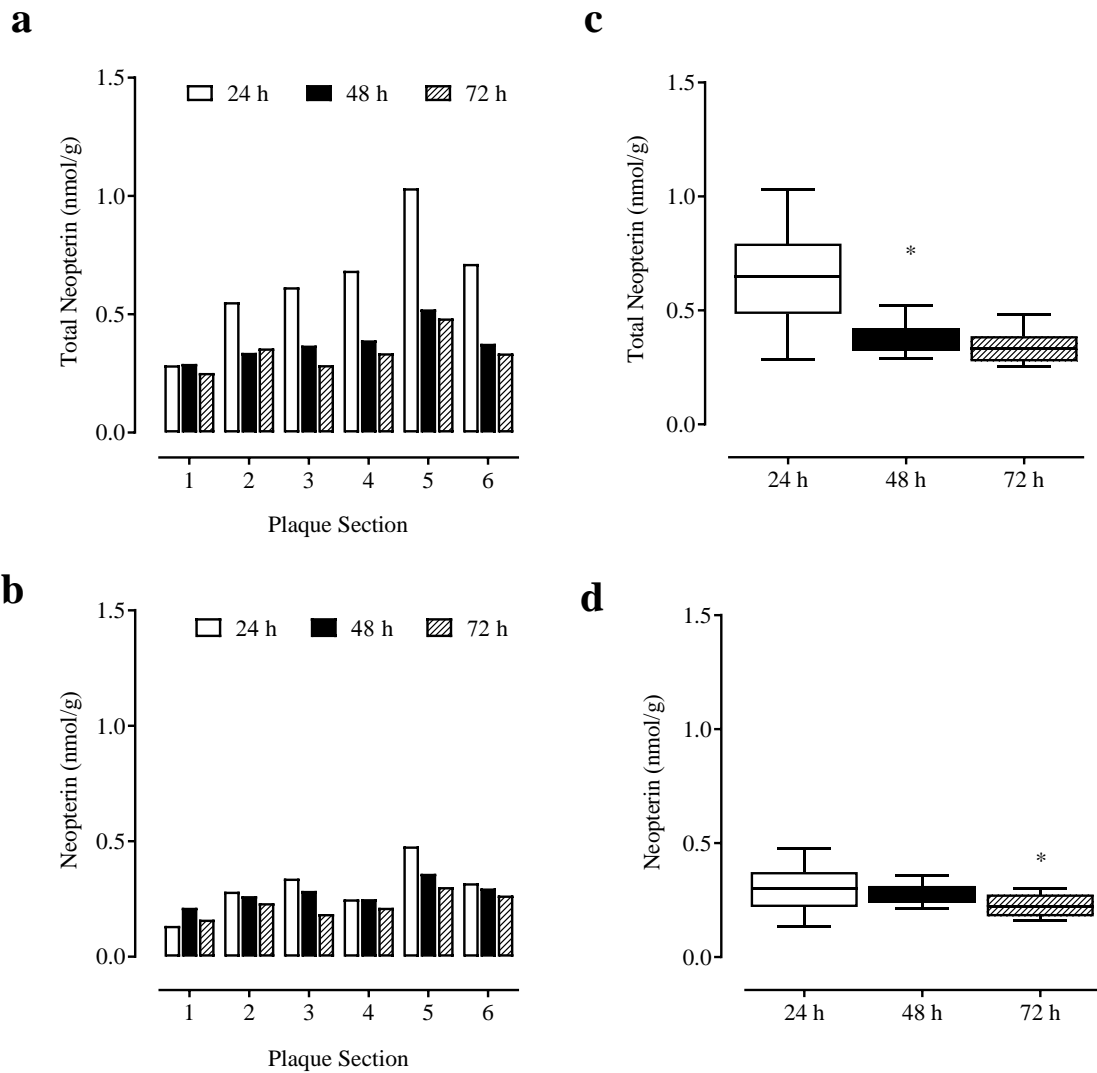 a
Total Neopterin (nmol/g)
1.5
1.0
0.5
0.0
24 h 48 h 72 h
1 2 3 4 5 6
Plaque Section
c
Total Neopterin (nmol/g)
1.5
1.0
0.5
0.0
*
24 h 48 h 72 h
b
Neopterin (nmol/g)
1.5
1.0
0.5
0.0
24 h 48 h 72 h
1 2 3 4 5 6
Plaque Section
d
Neopterin (nmol/g)
1.5
1.0
0.5
0.0
*
24 h 48 h 72 h